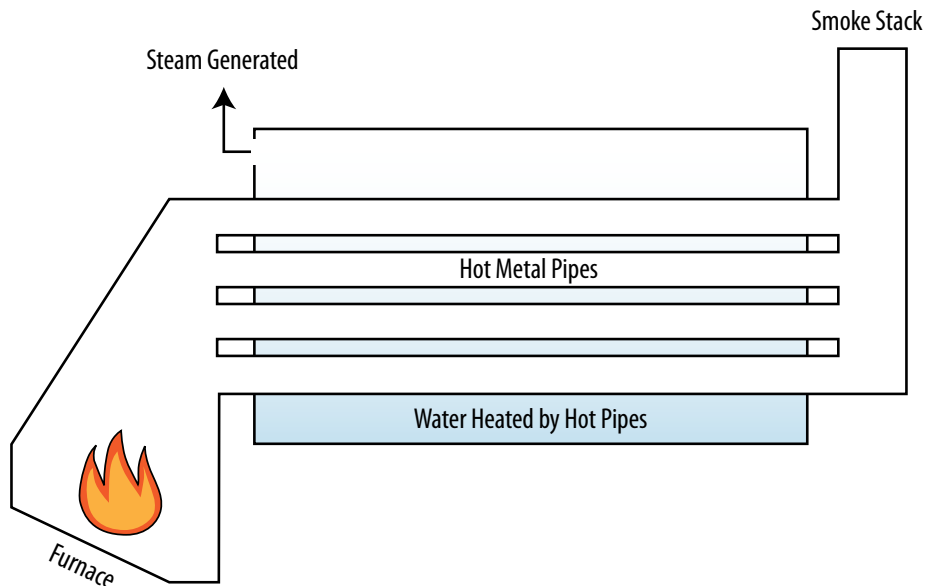 Smoke Stack
Steam Generated
Hot Metal Pipes
Water Heated by Hot Pipes
Furnace